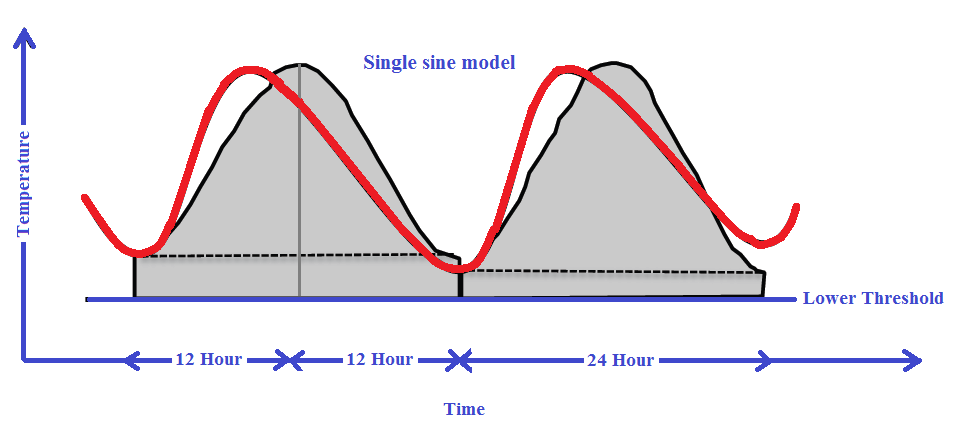 Single sine model
Temperature
Lower Threshold
12 Hour
12 Hour
24 Hour
Time